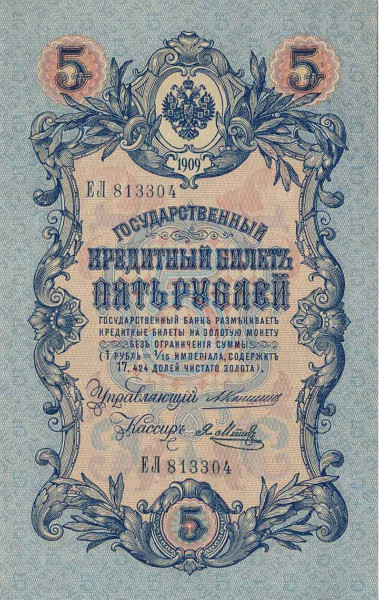 5 5
1909
ЕЛ 813304
ГОСУДАРСТВЕННЫЙ
КРЕДИТНЫЙ БИЛЕТЪ
ПЯТЬ РУБЛЕЙ
ГОСУДАРСТВЕННЫЙ БАНКЪ РАЗМѢНИВАЕТЪ
КРЕДИТНЫЕ БИЛЕТЫ НА ЗОЛОТУЮ МОНЕТУ
БЕЗЪ ОГРАНИЧЕНІЯ СУММЫ
(1 РУБЛЬ = 1/15 ИМПЕРІАЛА, СОДЕРЖИТЪ
17,424 ДОЛЕЙ ЧИСТАГО ЗОЛОТА).
Управляющій
Кассиръ
ЕЛ 813304
5